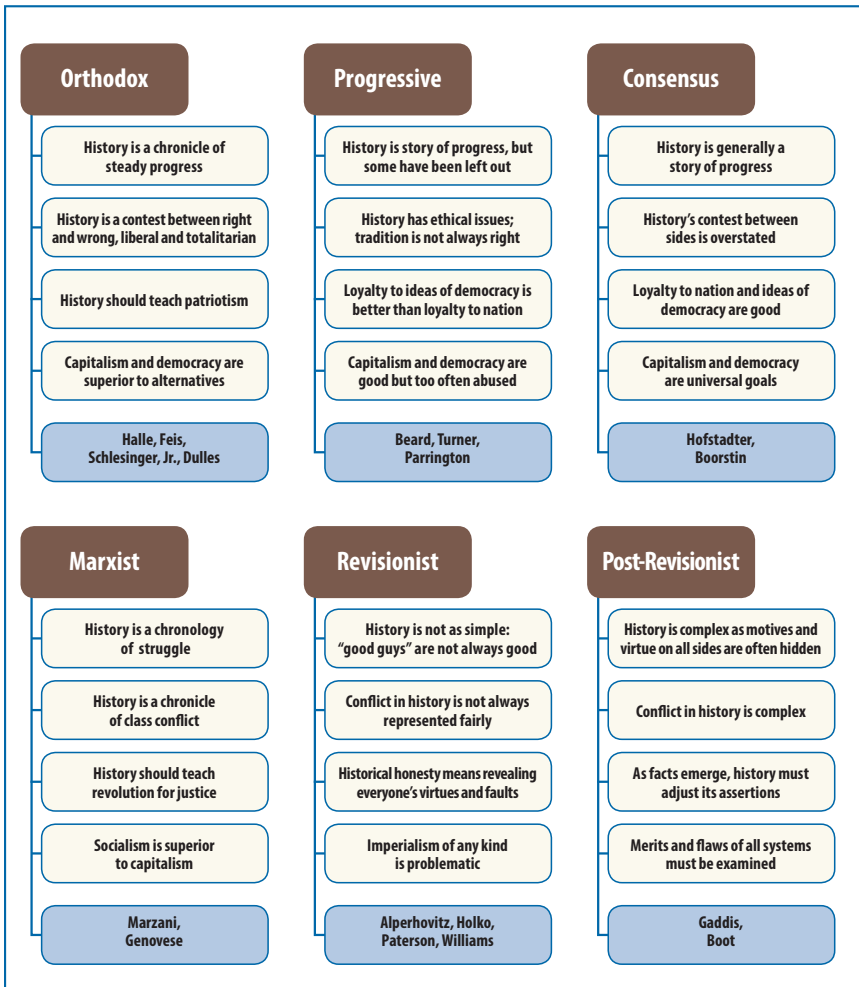 Orthodox
History is a chronicle of
steady progress
History is a contest between right
and wrong, liberal and totalitarian
History should teach patriotism
Capitalism and democracy are
superior to alternatives
Halle, Feis,
Schlesinger, Jr., Dulles
Progressive
History is story of progress, but
some have been left out
History has ethical issues;
tradition is not always right
Loyalty to ideas of democracy is
better than loyalty to nation
Capitalism and democracy are
good but too often abused
Beard, Turner,
Parrington
Consensus
History is generally a
story of progress
History’s contest between
sides is overstated
Loyalty to nation and ideas of
democracy are good
Capitalism and democracy
are universal goals
Hofstadter,
Boorstin
Marxist
History is a chronology
of struggle
History is a chronicle
of class conflict
History should teach
revolution for justice
Socialism is superior
to capitalism
Marzani,
Genovese
Revisionist
History is not as simple:
“good guys” are not always good
Conflict in history is not always
represented fairly
Historical honesty means revealing
everyone’s virtues and faults
Imperialism of any kind
is problematic
Alperhovitz, Holko,
Paterson, Williams
Post-Revisionist
History is complex as motives and
virtue on all sides are often hidden
Conflict in history is complex
As facts emerge, history must
adjust its assertions
Merits and flaws of all systems
must be examined
Gaddis,
Boot